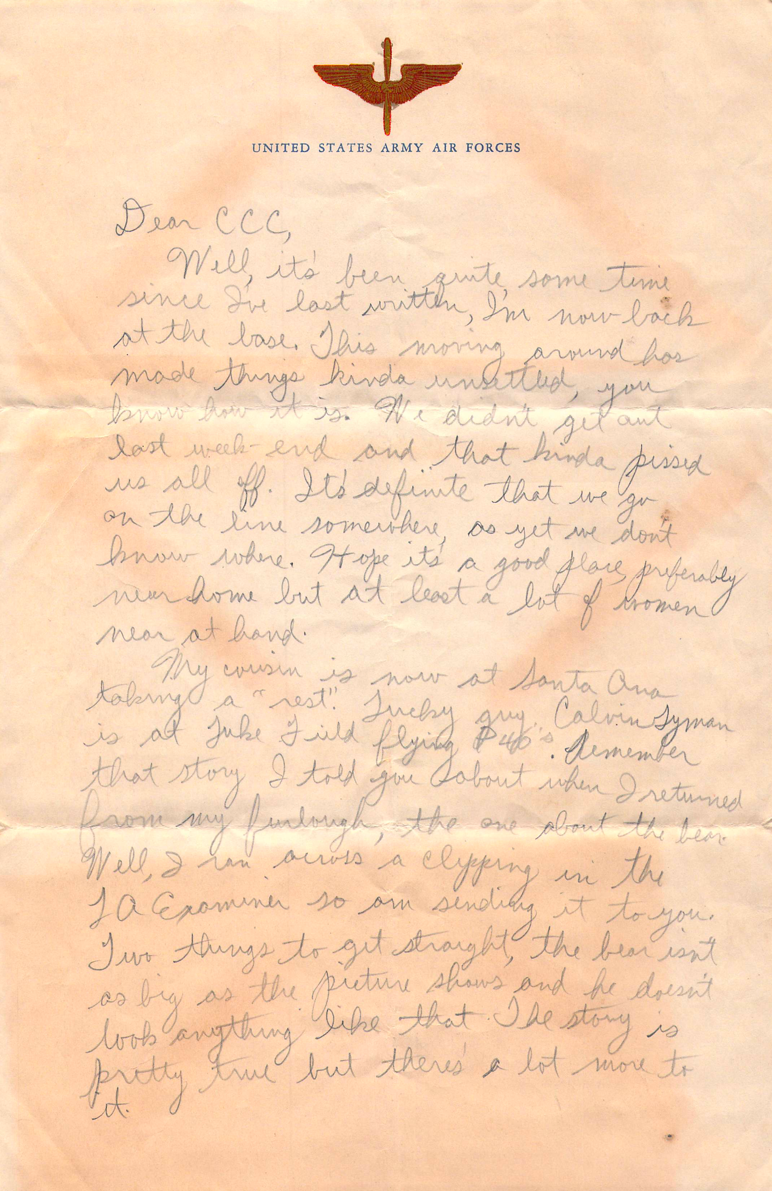 UNITED STATES ARMY AIR FORCES
Dear CCC,
Well, it's been quite some time
since I've last written, I'm now back
at the base. This moving around has
made things kinda unsettled, you
know how it is. We didn't get out
last week-end and that kinda pissed
us all off. It's definite that we go
on the line somewhere, as yet we don't
know where. Hope it's a good place, preferably
near home but at least a lot of women
near at hand.
My cousin is now at Santa Ana
taking a "rest". Lucky guy. Calvin Lyman
is at Luke Field flying P40's. Remember
that story I told you about when I returned
from my furlough, the one about the bear.
Well, I ran across a clipping in the
LA Examiner so am sending it to you.
Two things to get straight, the bear isn't
as big as the picture shows and he doesn't
look anything like that. The story is
pretty true but there's a lot more to
it.